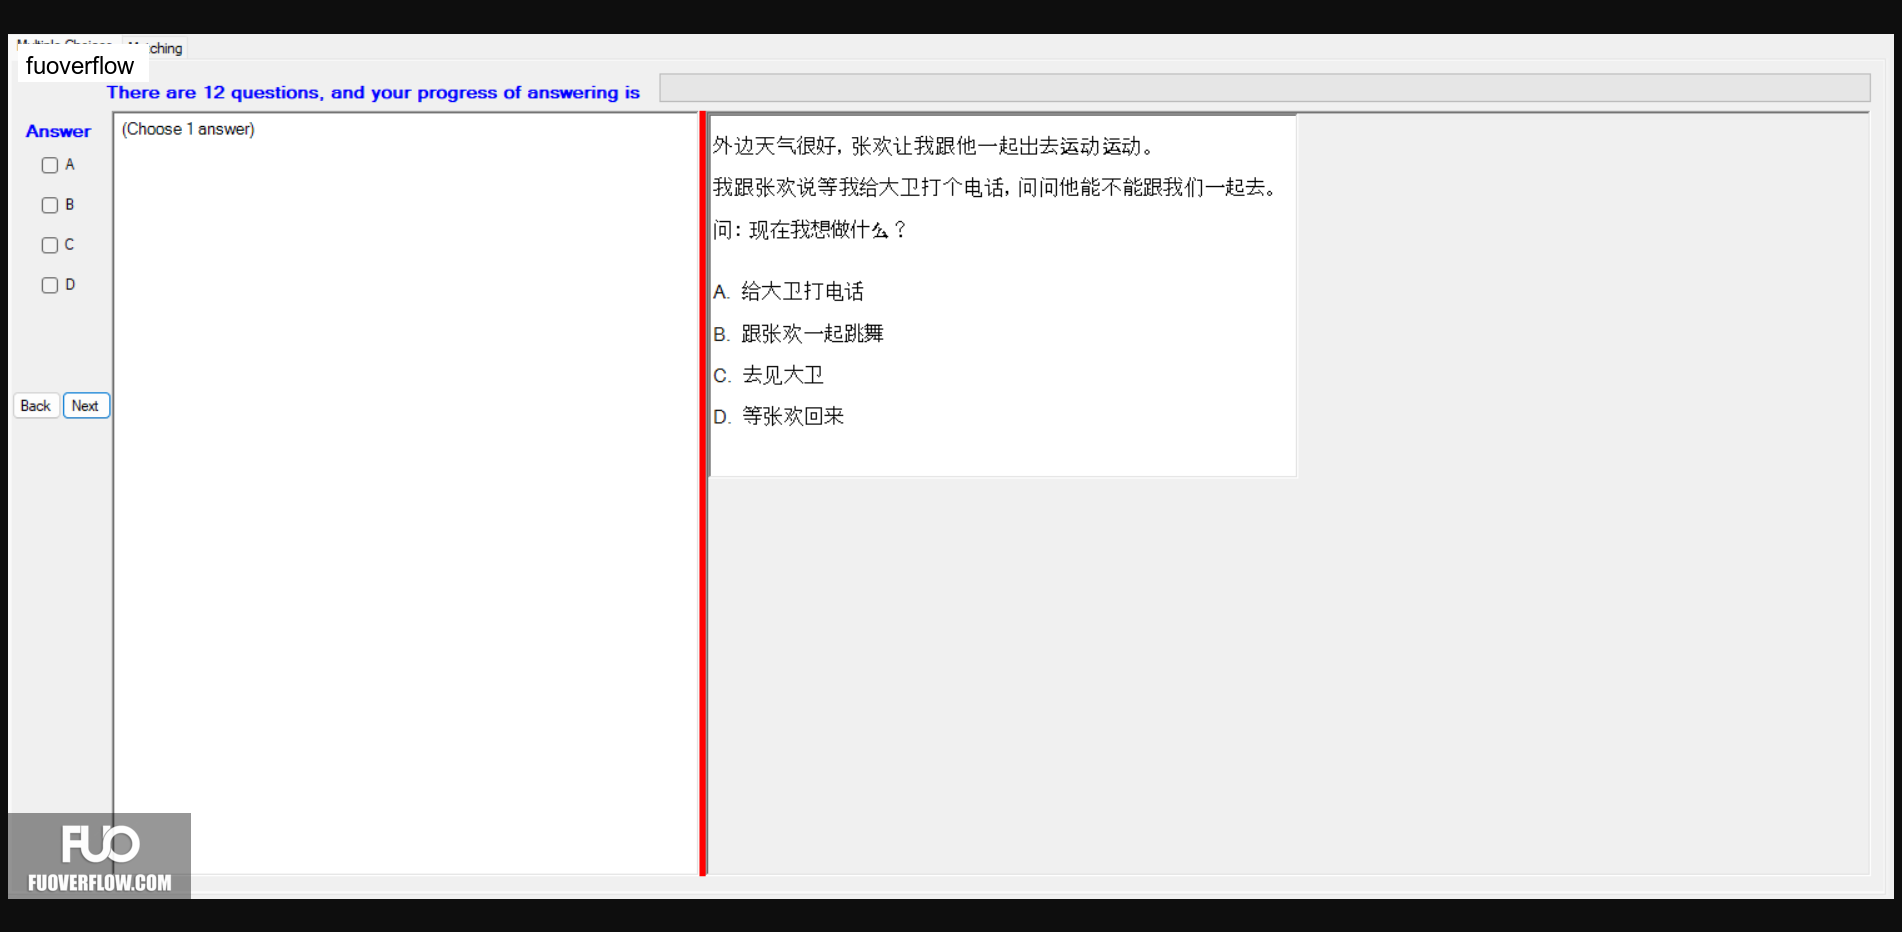 ching
fuoverflow
There are 12 questions, and your progress of answering is
Answer
(Choose 1 answer)
A
B
C
D
Back Next
外边天气很好, 张欢让我跟他一起出去运动运动。
我跟张欢说等我给大卫打个电话, 问问他能不能跟我们一起去。
问: 现在我想做什么?
A. 给大卫打电话
B. 跟张欢一起跳舞
C. 去见大卫
D. 等张欢回来
FUO
FUOVERFLOW.COM